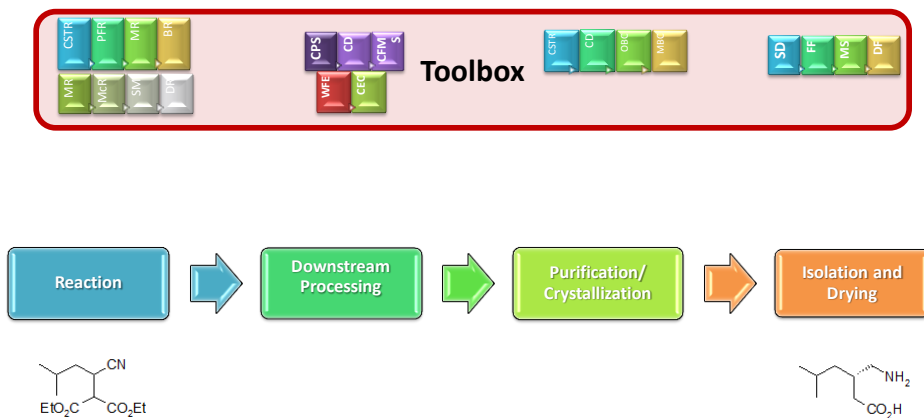 CSTR PFR MR BR
MR McR SM DR
CPS CD CFM
S
WFE CEC
Toolbox
CSTR CD OBC MBC
SD FF MS DF
Reaction
Downstream
Processing
Purification/
Crystallization
Isolation and
Drying
CN
EtO2C CO2Et
NH2
CO2H